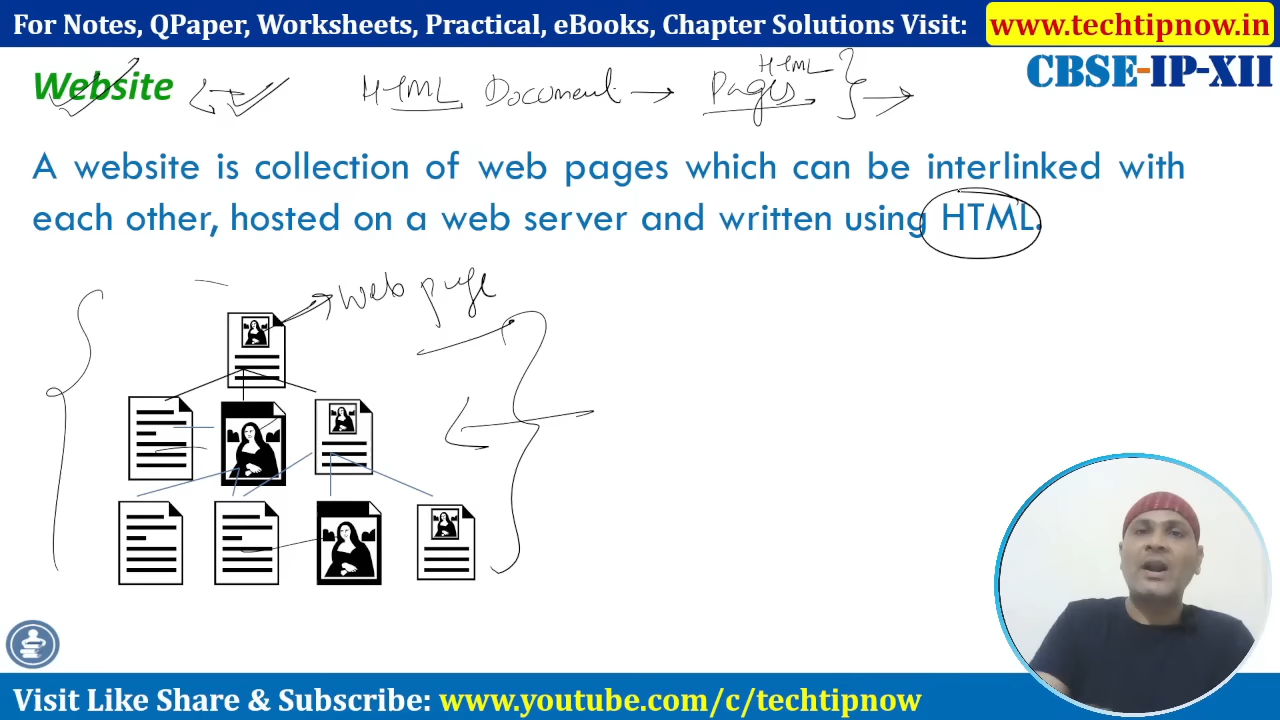 For Notes, QPaper, Worksheets, Practical, eBooks, Chapter Solutions Visit: www.techtipnow.in
Website HTML Document Pages HTML CBSE-IP-XII
A website is collection of web pages which can be interlinked with
each other, hosted on a web server and written using HTML.
Web page
Visit Like Share & Subscribe: www.youtube.com/c/techtipnow